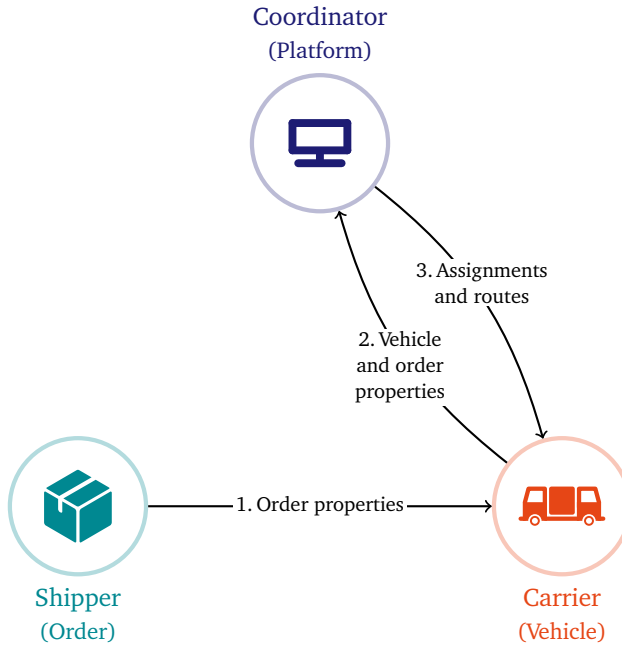 Coordinator
(Platform)
3. Assignments
and routes
2. Vehicle
and order
properties
1. Order properties
Shipper
(Order)
Carrier
(Vehicle)